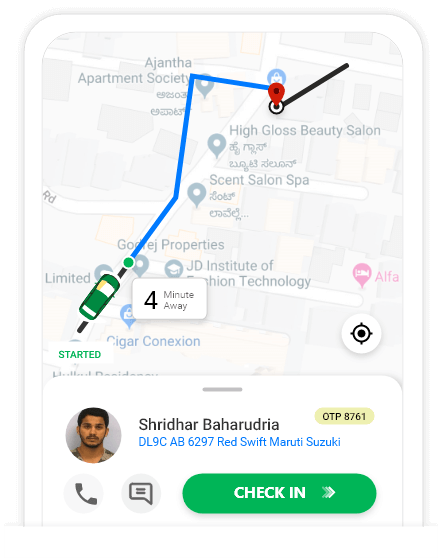 Ajantha
Apartment Society
ಅಜಂತ
ಅಪಾರ್ಟ್
High Gloss Beauty Salon
ಹೈ ಗ್ಲಾಸ್
ಬ್ಯೂಟಿ ಸಲೂನ್
Scent Salon Spa
ಸೆಂಟ್
ಲಾವೆಲ್ಲೆ...
Rd
Godrej Properties
JD Institute of
Fashion Technology
Limited
Alfa
4 Minute
Away
Cigar Conexion
STARTED
Hulkul Residency
OTP 8761
Shridhar Baharudria
DL9C AB 6297 Red Swift Maruti Suzuki
CHECK IN